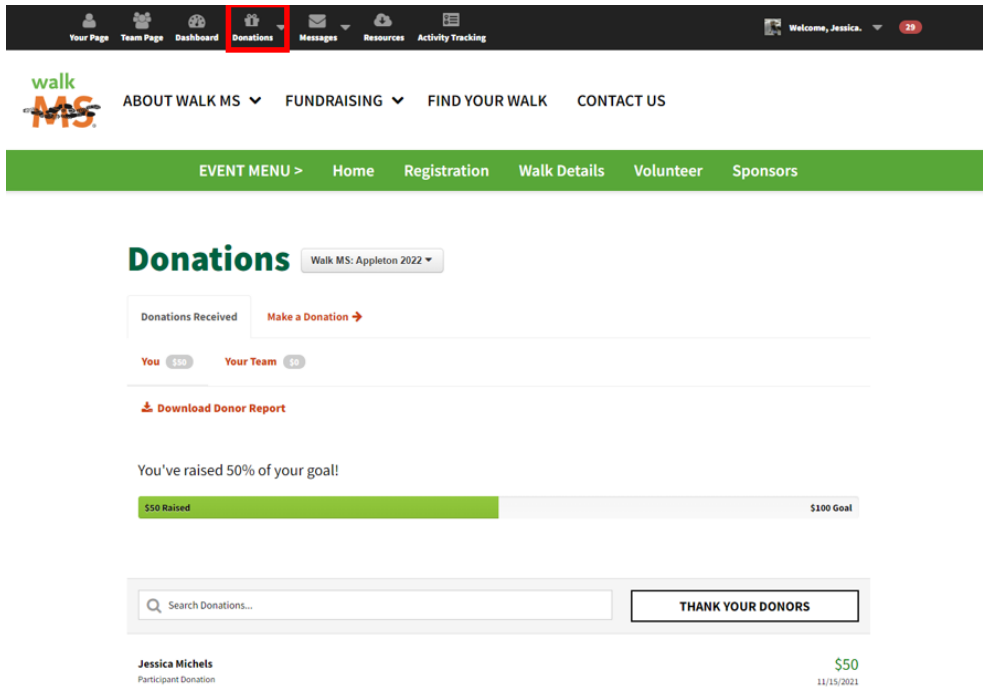 Your Page Team Page Dashboard Donations Messages Resources Activity Tracking Welcome, Jessica. 29
walk
MS
ABOUT WALK MS FUNDRAISING FIND YOUR WALK CONTACT US
EVENT MENU > Home Registration Walk Details Volunteer Sponsors
Donations Walk MS: Appleton 2022
Donations Received Make a Donation
You $50 Your Team $0
Download Donor Report
You've raised 50% of your goal!
$50 Raised $100 Goal
Search Donations... THANK YOUR DONORS
Jessica Michels $50
Participant Donation 11/15/2021